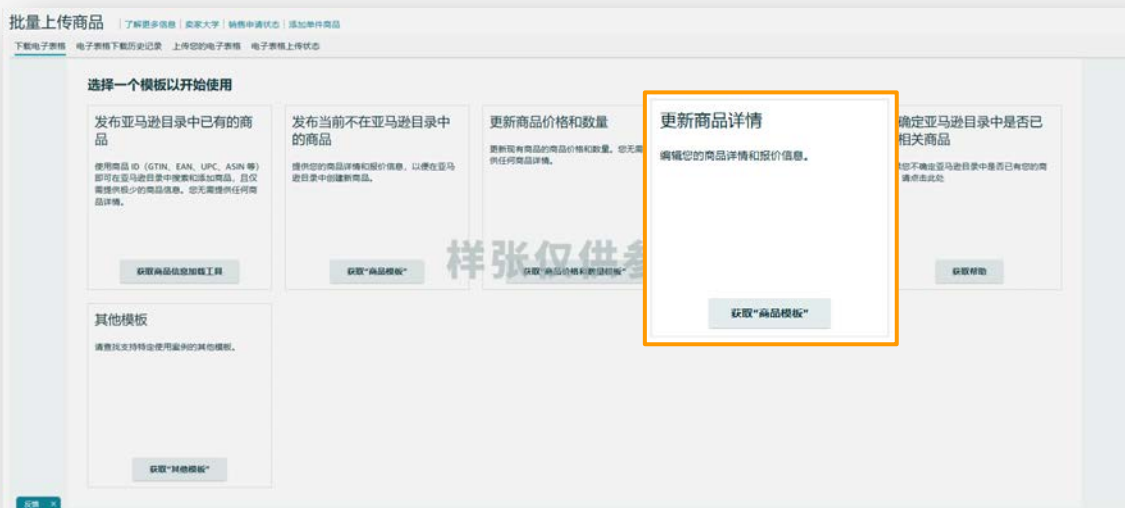 批量上传商品 | 了解更多信息 | 卖家大学 | 销售申请状态 | 添加单件商品
下载电子表格 电子表格下载历史记录 上传您的电子表格 电子表格上传状态
选择一个模板以开始使用
发布亚马逊目录中已有的商
品
使用商品 ID（GTIN、EAN、UPC、ASIN 等）
即可在亚马逊目录中搜索和添加商品，且仅
需提供极少的商品信息。您无需提供任何商
品详情。
获取商品信息加载工具
发布当前不在亚马逊目录中
的商品
提供您的商品详情和报价信息，以便在亚马
逊目录中创建新商品。
获取"商品模板"
更新商品价格和数量
更新现有商品的商品价格和数量。您无需
供任何商品详情。
获取"商品价格和数量模板"
更新商品详情
编辑您的商品详情和报价信息。
获取"商品模板"
确定亚马逊目录中是否已
相关商品
您不确定亚马逊目录中是否已有您的商
请点击此处
获取帮助
样张仅供
其他模板
请查找支持特定使用案例的其他模板。
获取"其他模板"
反馈 ×